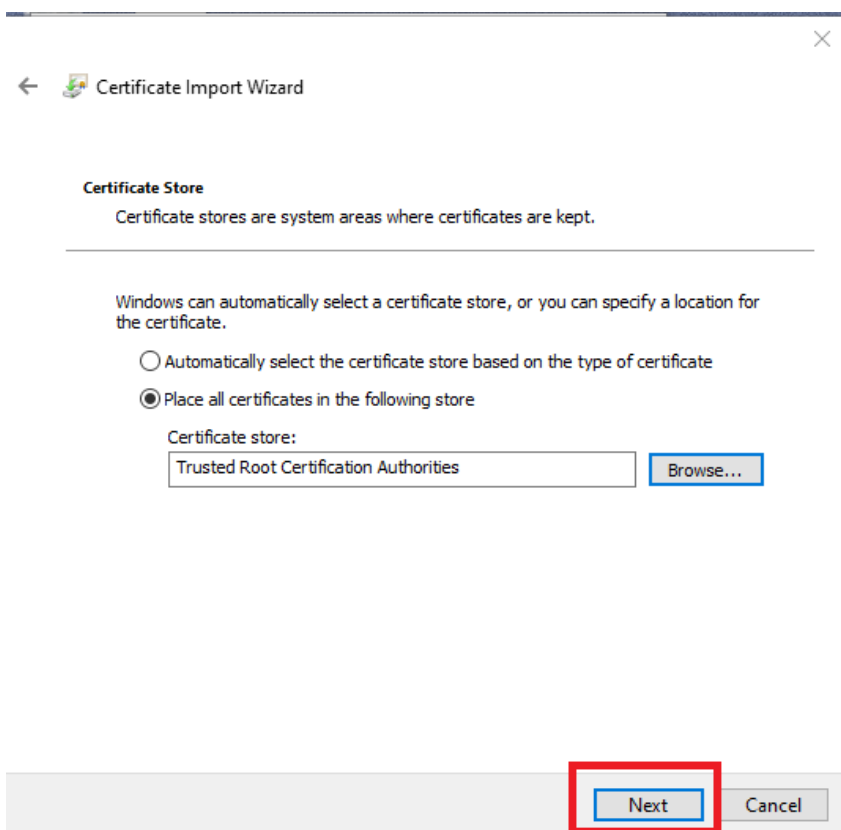 Certificate Import Wizard
Certificate Store
Certificate stores are system areas where certificates are kept.
Windows can automatically select a certificate store, or you can specify a location for
the certificate.
Automatically select the certificate store based on the type of certificate
Place all certificates in the following store
Certificate store:
Trusted Root Certification Authorities
Browse...
Next
Cancel